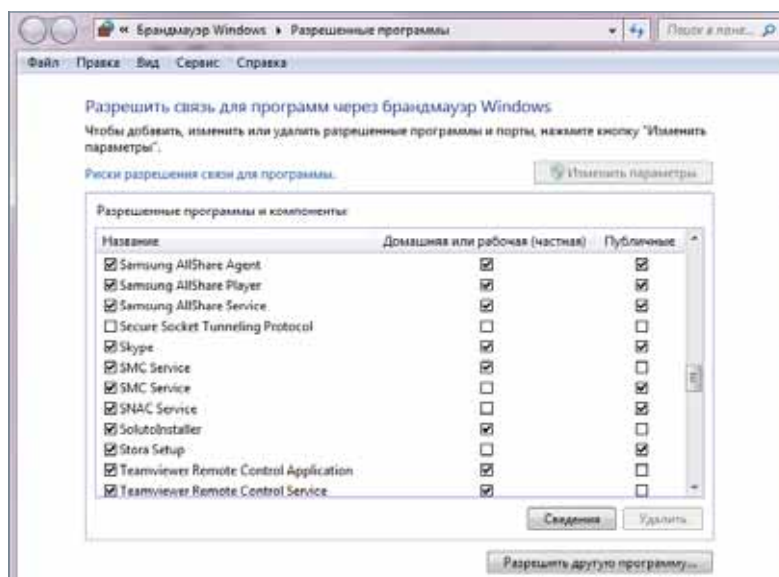 « Брандмауэр Windows ▸ Разрешенные программы
Файл Правка Вид Сервис Справка
Разрешить связь для программ через брандмауэр Windows
Чтобы добавить, изменить или удалить разрешенные программы и порты, нажмите кнопку "Изменить
параметры".
Риски разрешения связи для программы.
Изменить параметры
Разрешенные программы и компоненты:
Название Домашняя или рабочая (частная) Публичные
Samsung AllShare Agent
Samsung AllShare Player
Samsung AllShare Service
Secure Socket Tunneling Protocol
Skype
SMC Service
SMC Service
SNAC Service
SolutoInstaller
Stora Setup
Teamviewer Remote Control Application
Teamviewer Remote Control Service
Сведения Удалить
Разрешить другую программу...